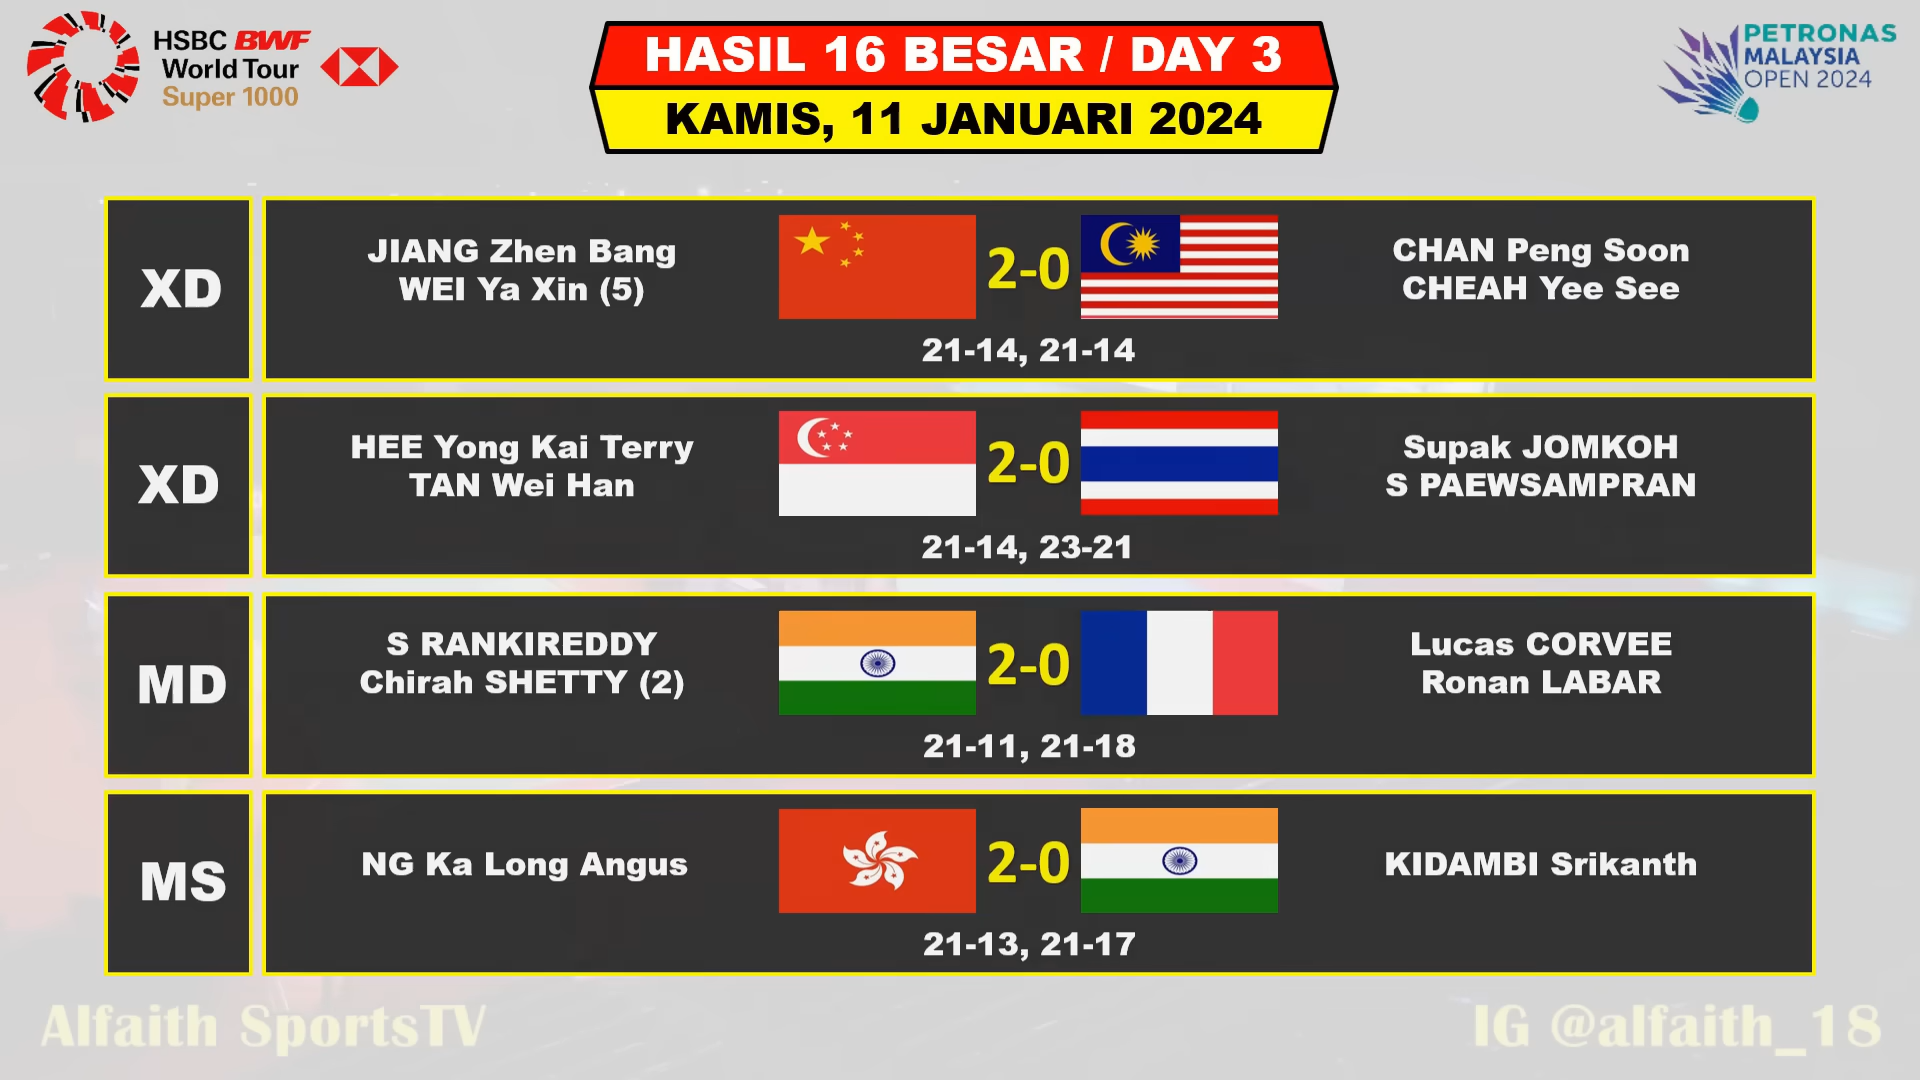 HSBC BWF
World Tour
Super 1000
HASIL 16 BESAR / DAY 3
KAMIS, 11 JANUARI 2024
PETRONAS
MALAYSIA
OPEN 2024
XD
JIANG Zhen Bang
WEI Ya Xin (5)
2-0
CHAN Peng Soon
CHEAH Yee See
21-14, 21-14
XD
HEE Yong Kai Terry
TAN Wei Han
2-0
Supak JOMKOH
S PAEWSAMPRAN
21-14, 23-21
MD
S RANKIREDDY
Chirah SHETTY (2)
2-0
Lucas CORVEE
Ronan LABAR
21-11, 21-18
MS
NG Ka Long Angus
2-0
KIDAMBI Srikanth
21-13, 21-17
Alfaith SportsTV
IG @alfaith_18